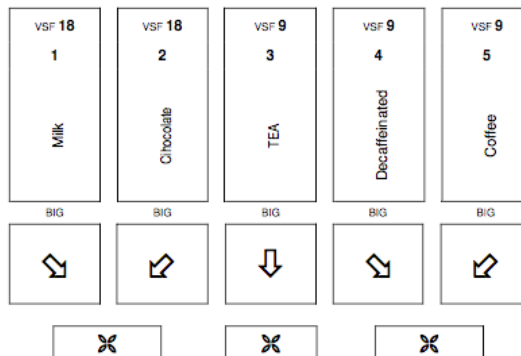 VSF 18 VSF 18 VSF 9 VSF 9 VSF 9
1 2 3 4 5
Milk Cihocolate TEA Decaffeinated Coffee
BIG BIG BIG BIG BIG